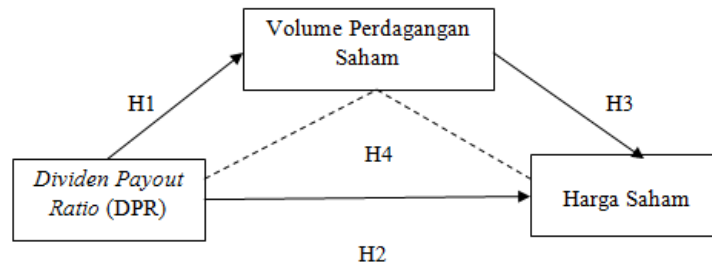 Volume Perdagangan
Saham
H1
H3
H4
Dividen Payout
Ratio (DPR)
Harga Saham
H2